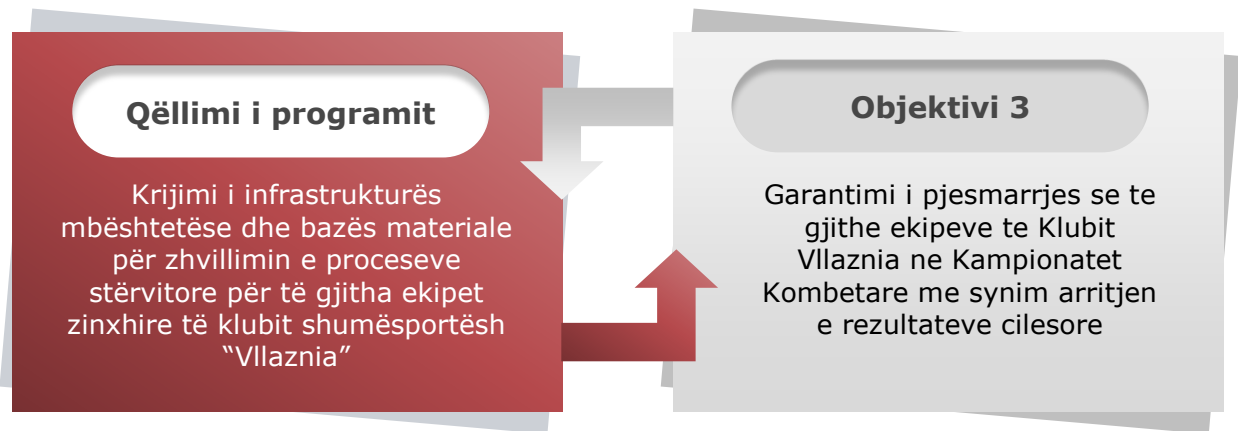 Qëllimi i programit
Krijimi i infrastrukturës
mbështetëse dhe bazës materiale
për zhvillimin e proceseve
stërvitore për të gjitha ekipet
zinxhire të klubit shumësportësh
“Vllaznia”
Objektivi 3
Garantimi i pjesmarrjes se te
gjithe ekipeve te Klubit
Vllaznia ne Kampionatet
Kombetare me synim arritjen
e rezultateve cilesore